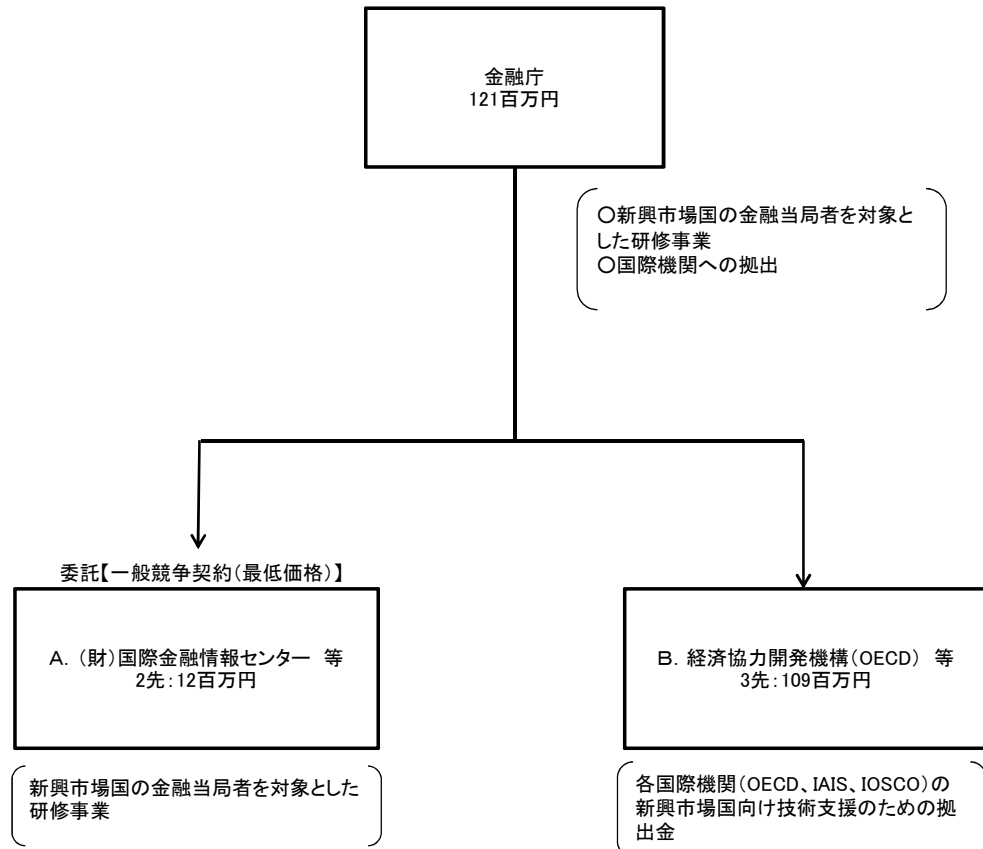 金融庁
121百万円
○新興市場国の金融当局者を対象と
した研修事業
○国際機関への拠出
委託【一般競争契約(最低価格)】
A．(財)国際金融情報センター　等
2先：12百万円
B．経済協力開発機構(OECD)　等
3先：109百万円
新興市場国の金融当局者を対象とした
研修事業
各国際機関(OECD、IAIS、IOSCO)の
新興市場国向け技術支援のための拠
出金